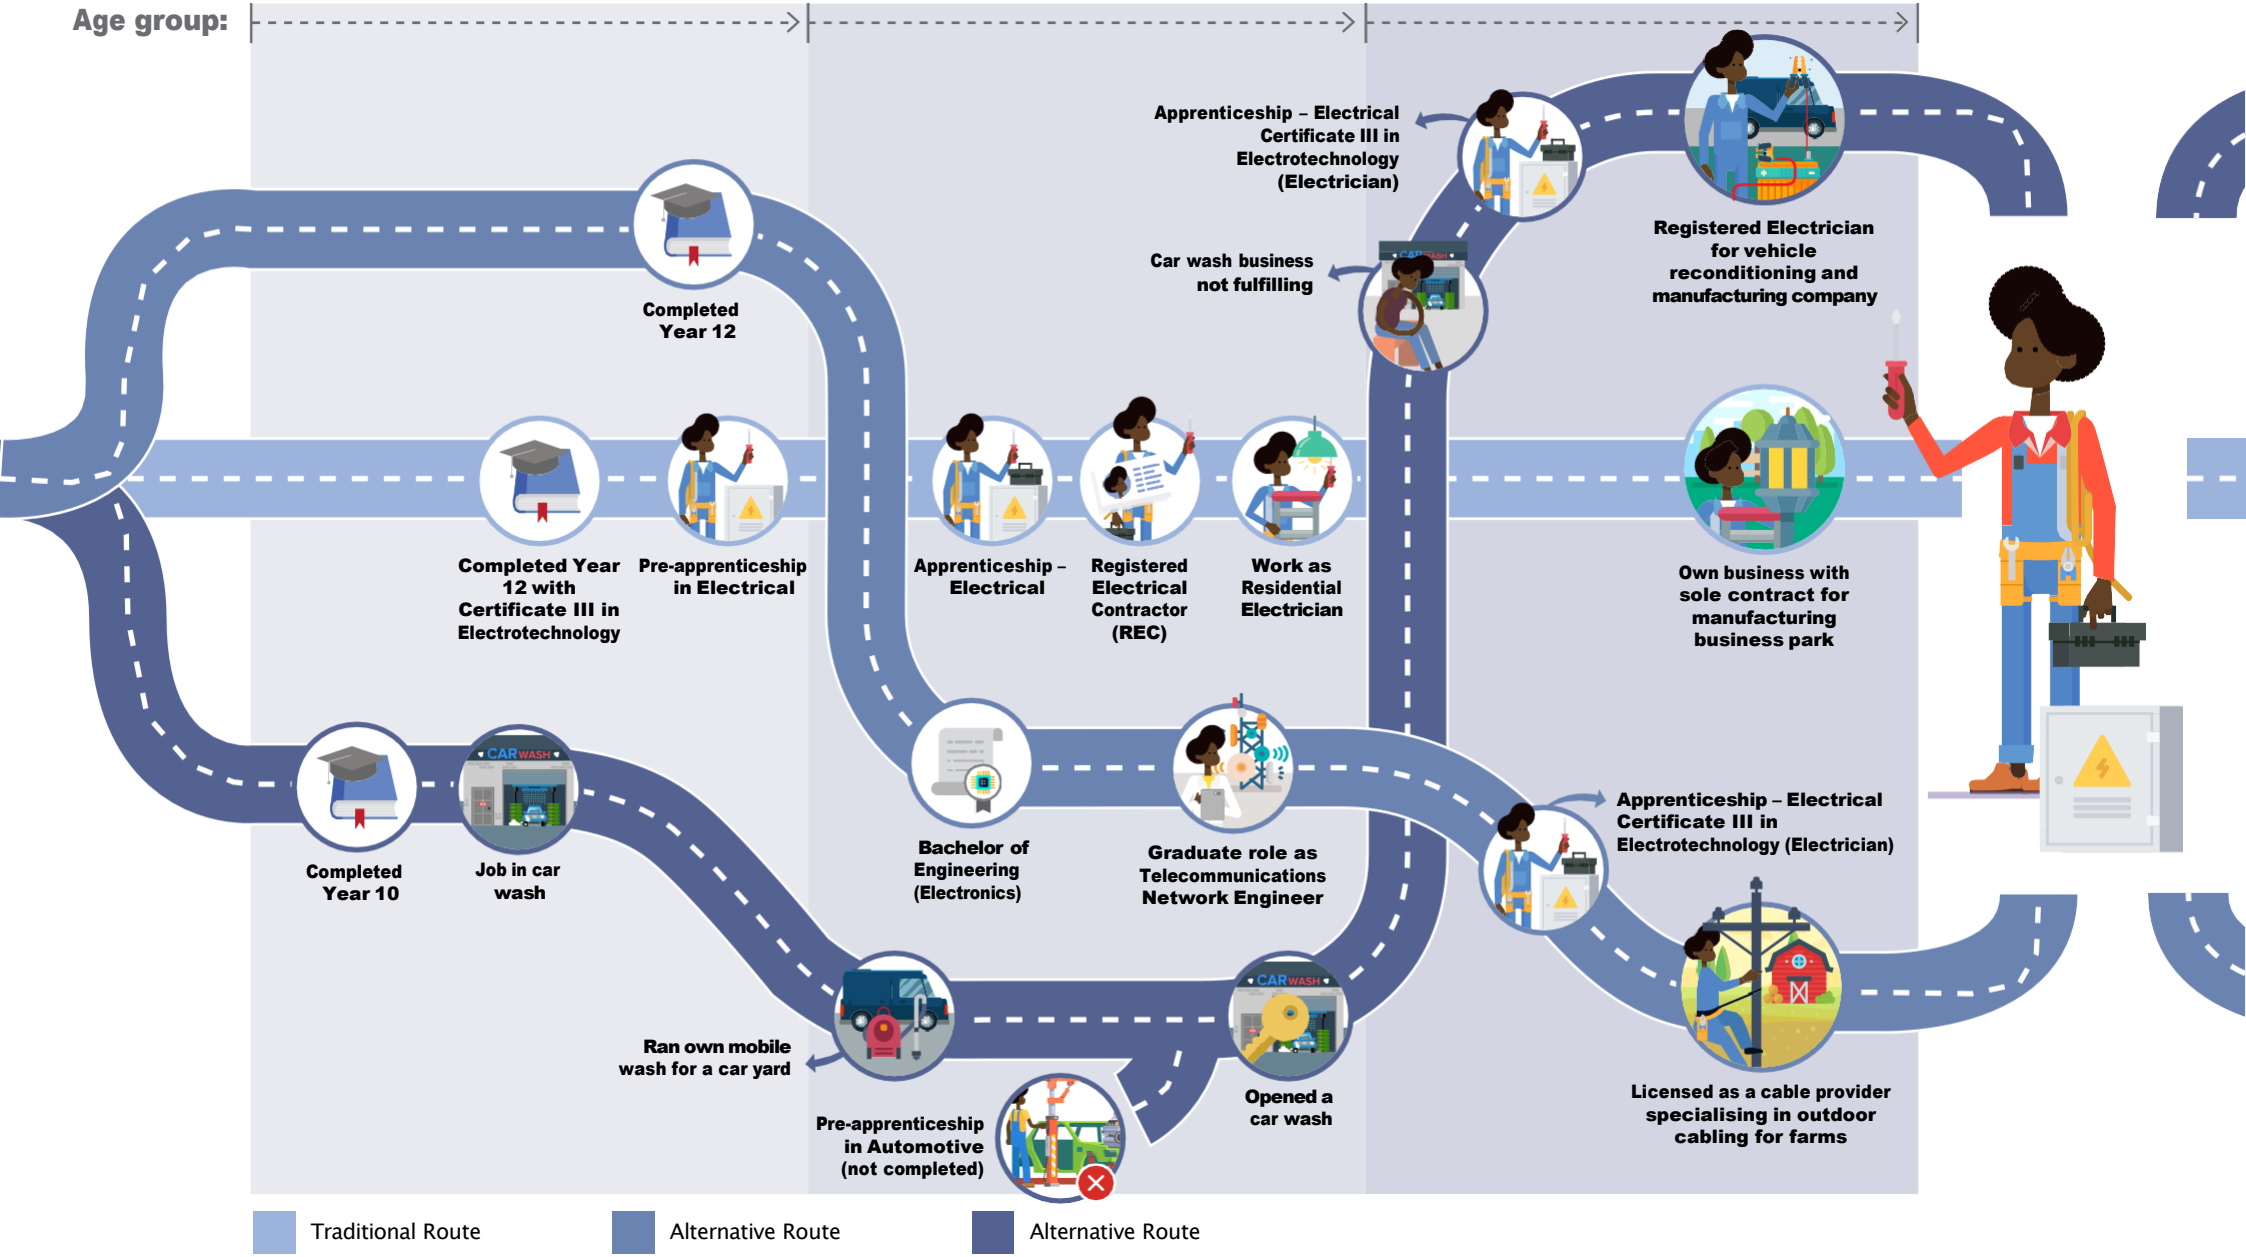 Age group:
Apprenticeship – Electrical
Certificate III in
Electrotechnology
(Electrician)
Car wash business
not fulfilling
CAR WASH
Registered Electrician
for vehicle
reconditioning and
manufacturing company
Completed
Year 12
Completed Year
12 with
Certificate III in
Electrotechnology
Pre-apprenticeship
in Electrical
Apprenticeship –
Electrical
Registered
Electrical
Contractor
(REC)
Work as
Residential
Electrician
Own business with
sole contract for
manufacturing
business park
CAR WASH
Completed
Year 10
Job in car
wash
Bachelor of
Engineering
(Electronics)
Graduate role as
Telecommunications
Network Engineer
Apprenticeship – Electrical
Certificate III in
Electrotechnology (Electrician)
Ran own mobile
wash for a car yard
CAR WASH
Pre-apprenticeship
in Automotive
(not completed)
Opened a
car wash
Licensed as a cable provider
specialising in outdoor
cabling for farms
Traditional Route
Alternative Route
Alternative Route